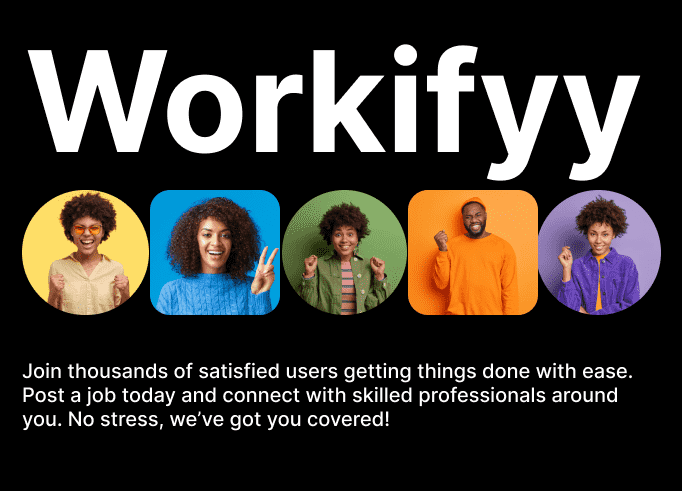 Workifyy
Join thousands of satisfied users getting things done with ease.
Post a job today and connect with skilled professionals around
you. No stress, we’ve got you covered!